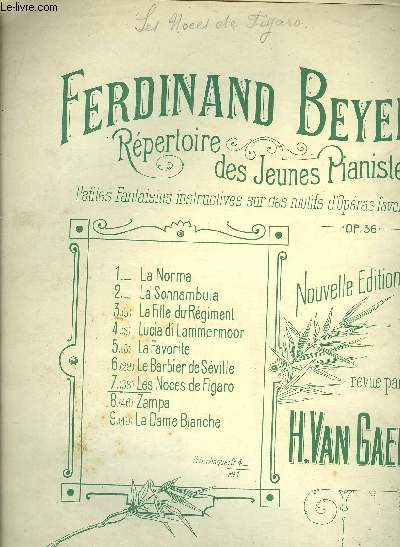 Le-Livre.com
Les Noces de Figaro.
FERDINAND BEYE
Répertoire
des Jeunes Pianiste
Petites Fantaisies instructives sur des motifs d'Opéras favo
OP. 36
1. La Norma
2. La Sonnambula
3. La Fille du Régiment
4. Lucia di Lammermoor
5. La Favorite
6. Le Barbier de Séville
7. Les Noces de Figaro
8. Zampa
9. La Dame Blanche
Nouvelle Edition
revue par
H. VAN GAE